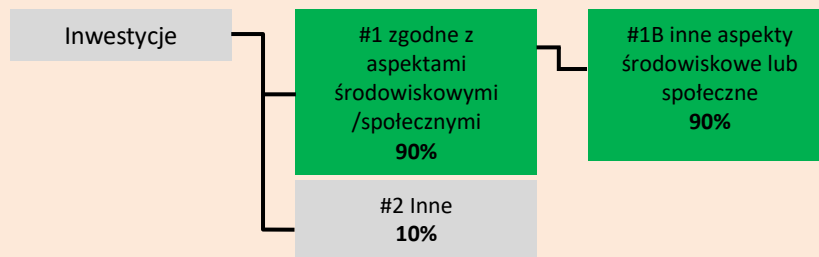 Inwestycje
#1 zgodne z
aspektami
środowiskowymi
/społecznymi
90%
#1B inne aspekty
środowiskowe lub
społeczne
90%
#2 Inne
10%